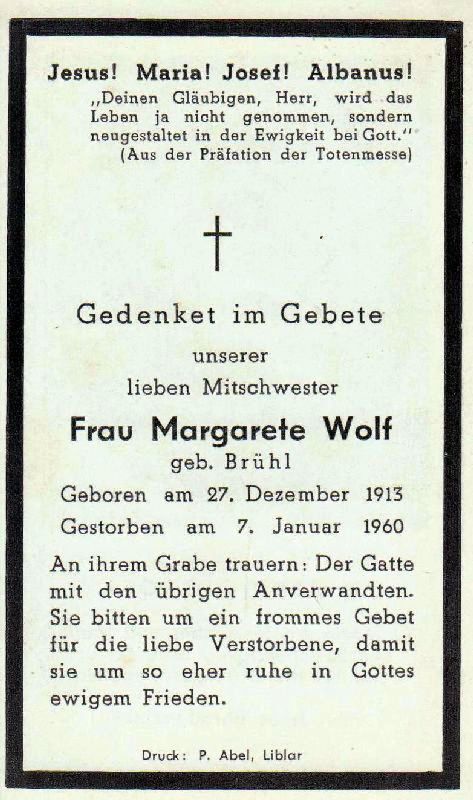 Jesus! Maria! Josef! Albanus!
„Deinen Gläubigen, Herr, wird das
Leben ja nicht genommen, sondern
neugestaltet in der Ewigkeit bei Gott.“
(Aus der Präfation der Totenmesse)
Gedenket im Gebete
unserer
lieben Mitschwester
Frau Margarete Wolf
geb. Brühl
Geboren am 27. Dezember 1913
Gestorben am 7. Januar 1960
An ihrem Grabe trauern: Der Gatte
mit den übrigen Anverwandten.
Sie bitten um ein frommes Gebet
für die liebe Verstorbene, damit
sie um so eher ruhe in Gottes
ewigem Frieden.
Druck: P. Abel, Liblar